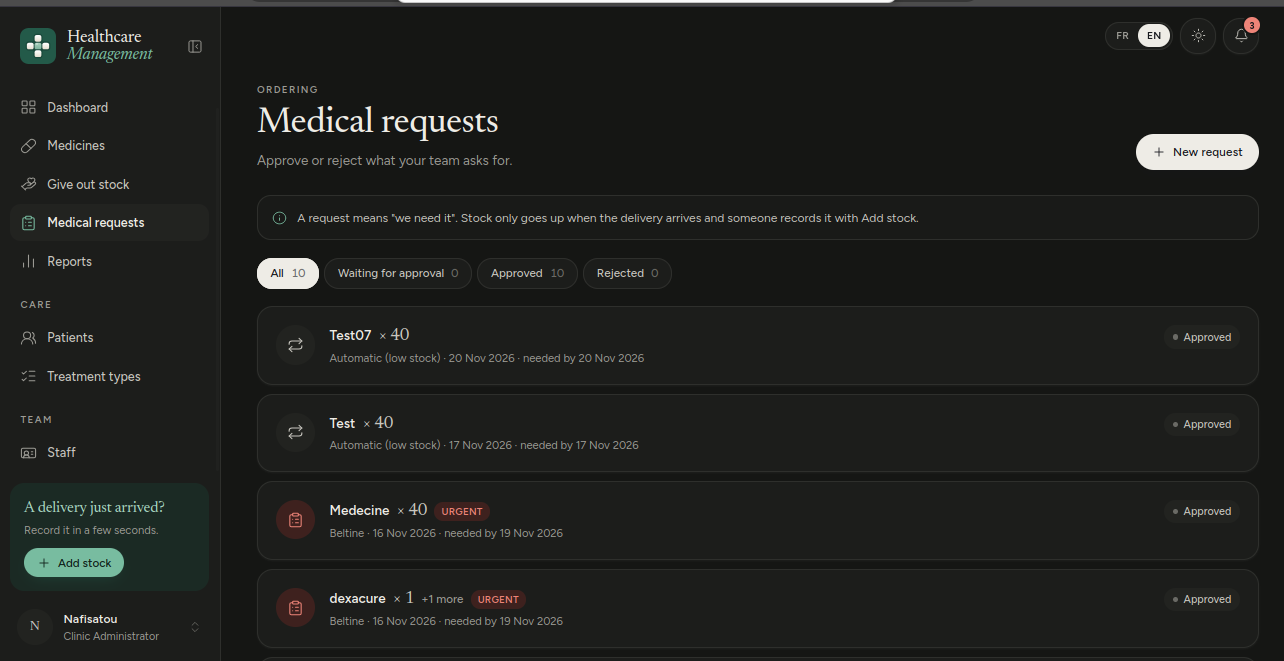 Healthcare
Management
Dashboard
Medicines
Give out stock
Medical requests
Reports
CARE
Patients
Treatment types
TEAM
Staff
A delivery just arrived?
Record it in a few seconds.
+ Add stock
N
Nafisatou
Clinic Administrator
FR EN
3
ORDERING
Medical requests
Approve or reject what your team asks for.
+ New request
A request means "we need it". Stock only goes up when the delivery arrives and someone records it with Add stock.
All 10 Waiting for approval 0 Approved 10 Rejected 0
Test07 × 40
Automatic (low stock) · 20 Nov 2026 · needed by 20 Nov 2026
Approved
Test × 40
Automatic (low stock) · 17 Nov 2026 · needed by 17 Nov 2026
Approved
Medecine × 40 URGENT
Beltine · 16 Nov 2026 · needed by 19 Nov 2026
Approved
dexacure × 1 +1 more URGENT
Beltine · 16 Nov 2026 · needed by 19 Nov 2026
Approved